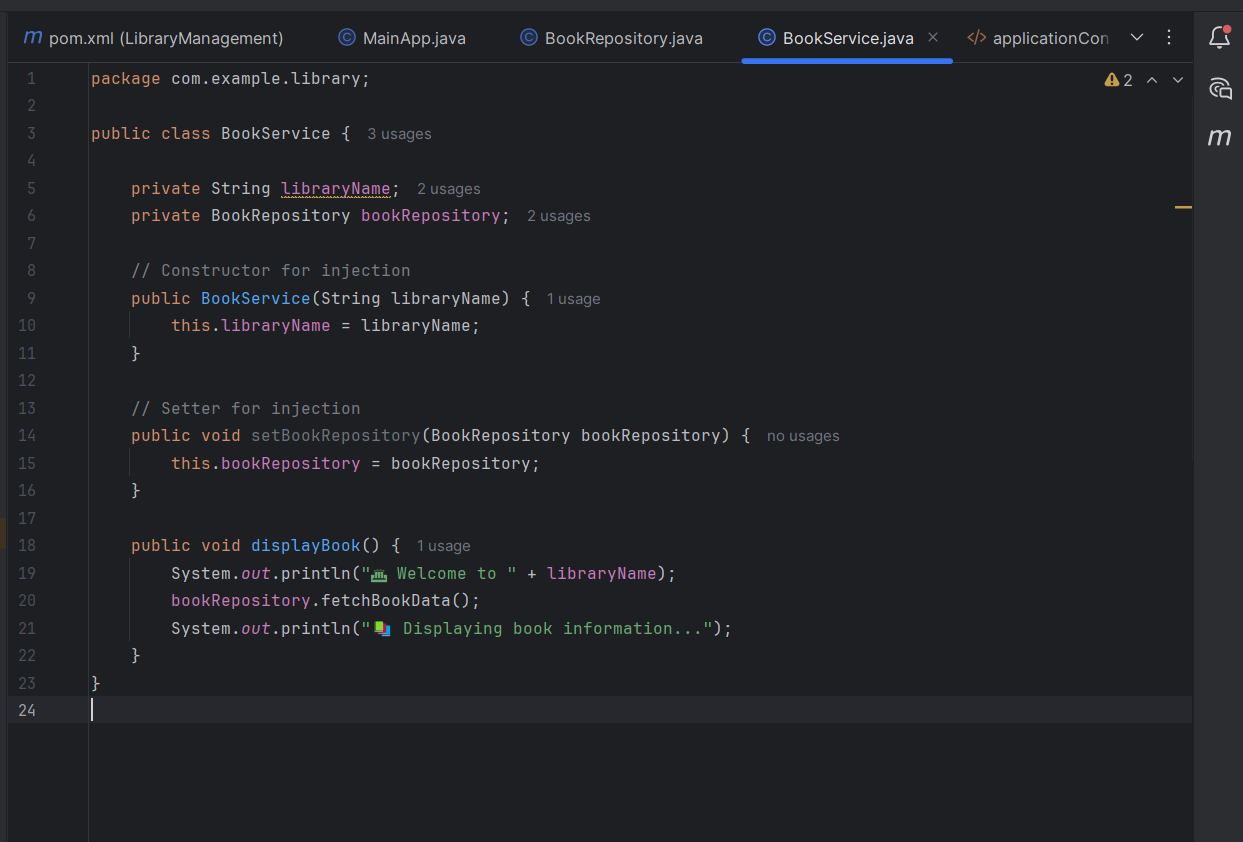 m pom.xml (LibraryManagement) MainApp.java BookRepository.java BookService.java applicationCon
1 package com.example.library; 2
2
3 public class BookService { 3 usages
4
5 private String libraryName; 2 usages
6 private BookRepository bookRepository; 2 usages
7
8 // Constructor for injection
9 public BookService(String libraryName) { 1 usage
10 this.libraryName = libraryName;
11 }
12
13 // Setter for injection
14 public void setBookRepository(BookRepository bookRepository) { no usages
15 this.bookRepository = bookRepository;
16 }
17
18 public void displayBook() { 1 usage
19 System.out.println("🏛 Welcome to " + libraryName);
20 bookRepository.fetchBookData();
21 System.out.println("📚 Displaying book information...");
22 }
23 }
24
m